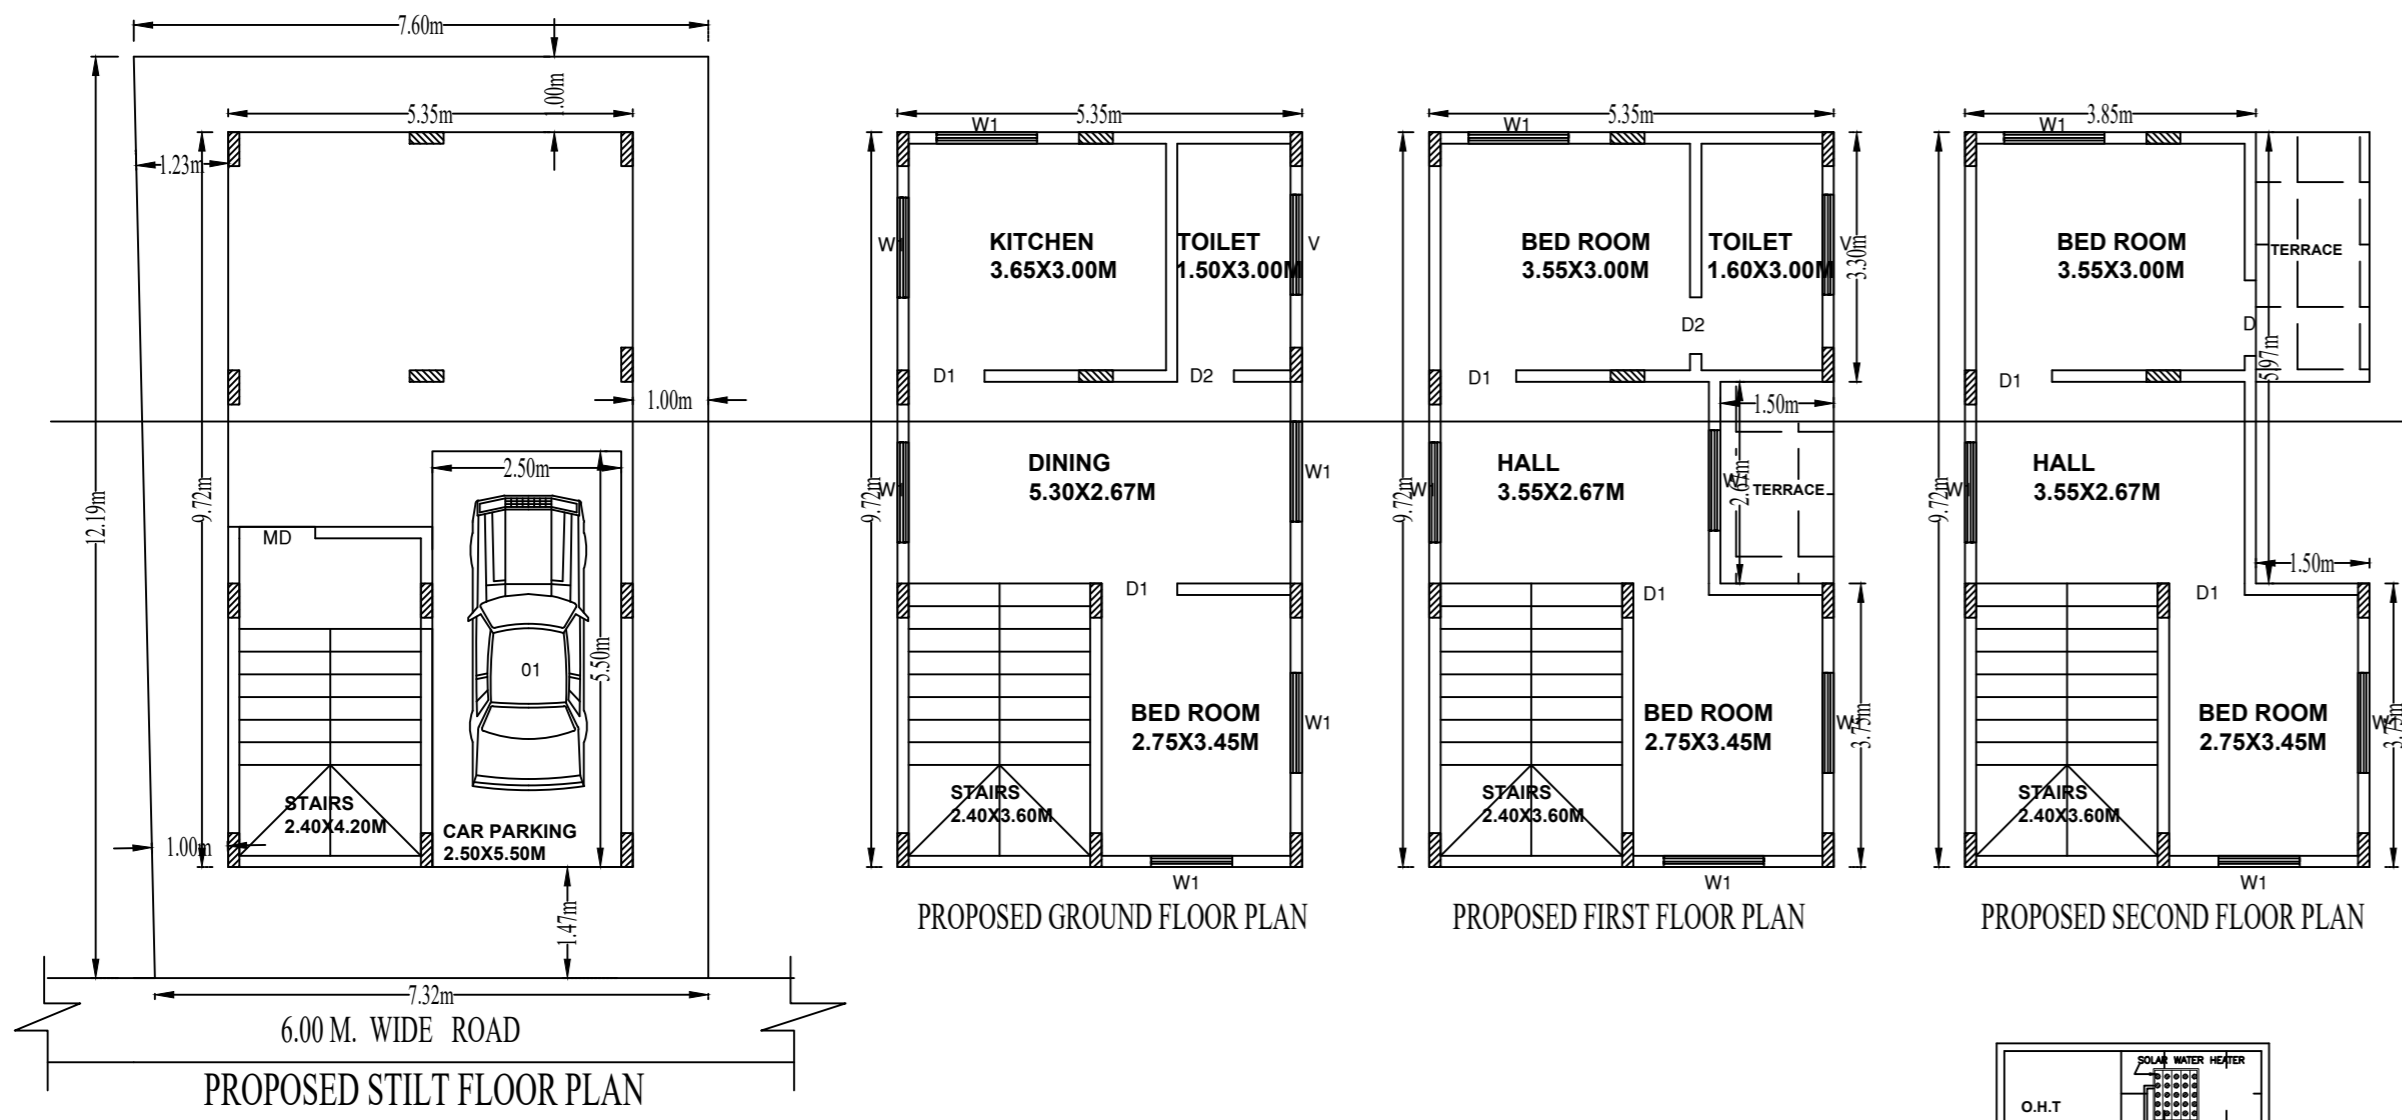 7.60m
1.00m
5.35m
1.23m
12.19m
9.72m
1.00m
2.50m
MD
5.50m
01
STAIRS
2.40X4.20M
CAR PARKING
2.50X5.50M
1.00m
1.47m
7.32m
6.00 M. WIDE ROAD
PROPOSED STILT FLOOR PLAN
5.35m
W1
W1
KITCHEN
3.65X3.00M
TOILET
1.50X3.00M
V
D1
D2
9.72m
W1
DINING
5.30X2.67M
W1
D1
BED ROOM
2.75X3.45M
W1
STAIRS
2.40X3.60M
W1
PROPOSED GROUND FLOOR PLAN
5.35m
W1
BED ROOM
3.55X3.00M
TOILET
1.60X3.00M
V
3.30m
D2
D1
1.50m
9.72m
W1
HALL
3.55X2.67M
2.67m
TERRACE
D1
BED ROOM
2.75X3.45M
3.75m
STAIRS
2.40X3.60M
W1
PROPOSED FIRST FLOOR PLAN
3.85m
W1
BED ROOM
3.55X3.00M
TERRACE
D
5.97m
D1
9.72m
W1
HALL
3.55X2.67M
1.50m
D1
BED ROOM
2.75X3.45M
3.75m
STAIRS
2.40X3.60M
W1
PROPOSED SECOND FLOOR PLAN
SOLAR WATER HEATER
O.H.T